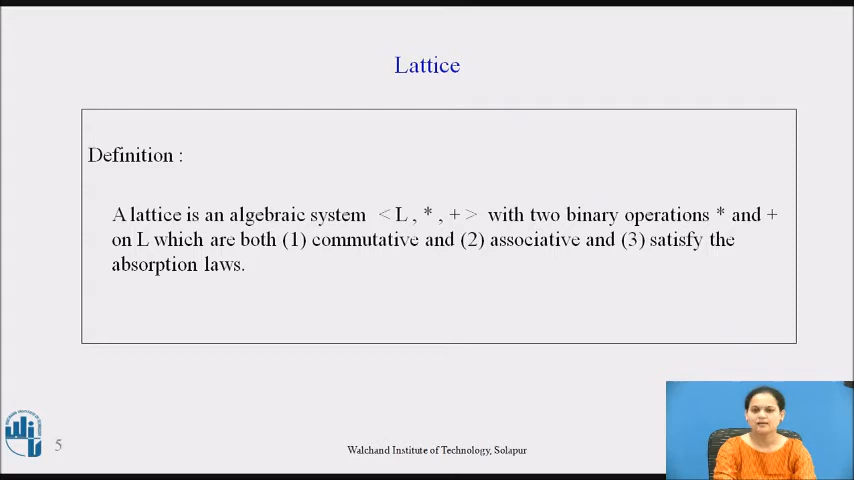 Lattice
Definition :
A lattice is an algebraic system < L , * , + > with two binary operations * and +
on L which are both (1) commutative and (2) associative and (3) satisfy the
absorption laws.
5
Walchand Institute of Technology, Solapur